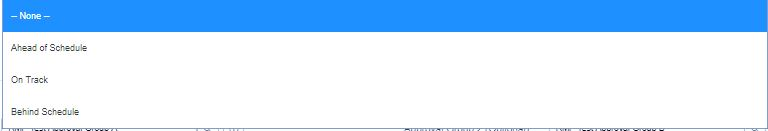 -- None --
Ahead of Schedule
On Track
Behind Schedule